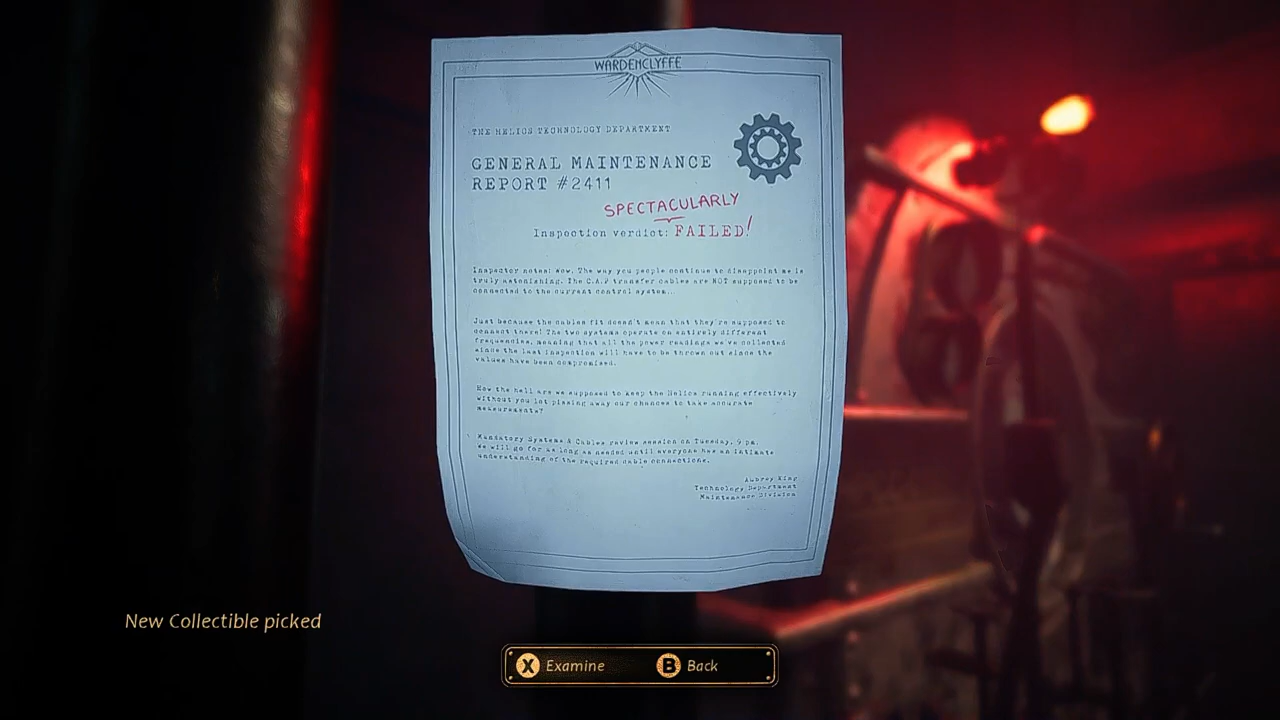 WARDENCLYFFE
THE HELIOS TECHNOLOGY DEPARTMENT
GENERAL MAINTENANCE
REPORT #2411
SPECTACULARLY
Inspection verdict: FAILED!
Inspector notes: Wow. The way you people continue to disappoint me is
truly astonishing. The C.A.P transfer cables are NOT supposed to be
connected to the current control system...
Just because the cables fit doesn't mean that they're supposed to
connect there! The two systems operate on entirely different
frequencies, meaning that all the power readings we've collected
since the last inspection will have to be thrown out since the
values have been compromised.
How the hell are we supposed to keep the Helios running effectively
without you lot pissing away our chances to take accurate
measurements?
Mandatory Systems & Cables review session on Tuesday, 9 pm.
We will go for as long as needed until everyone has an intimate
understanding of the required cable connections.
Aubrey King
Technology Department
Maintenance Division
New Collectible picked
X Examine B Back